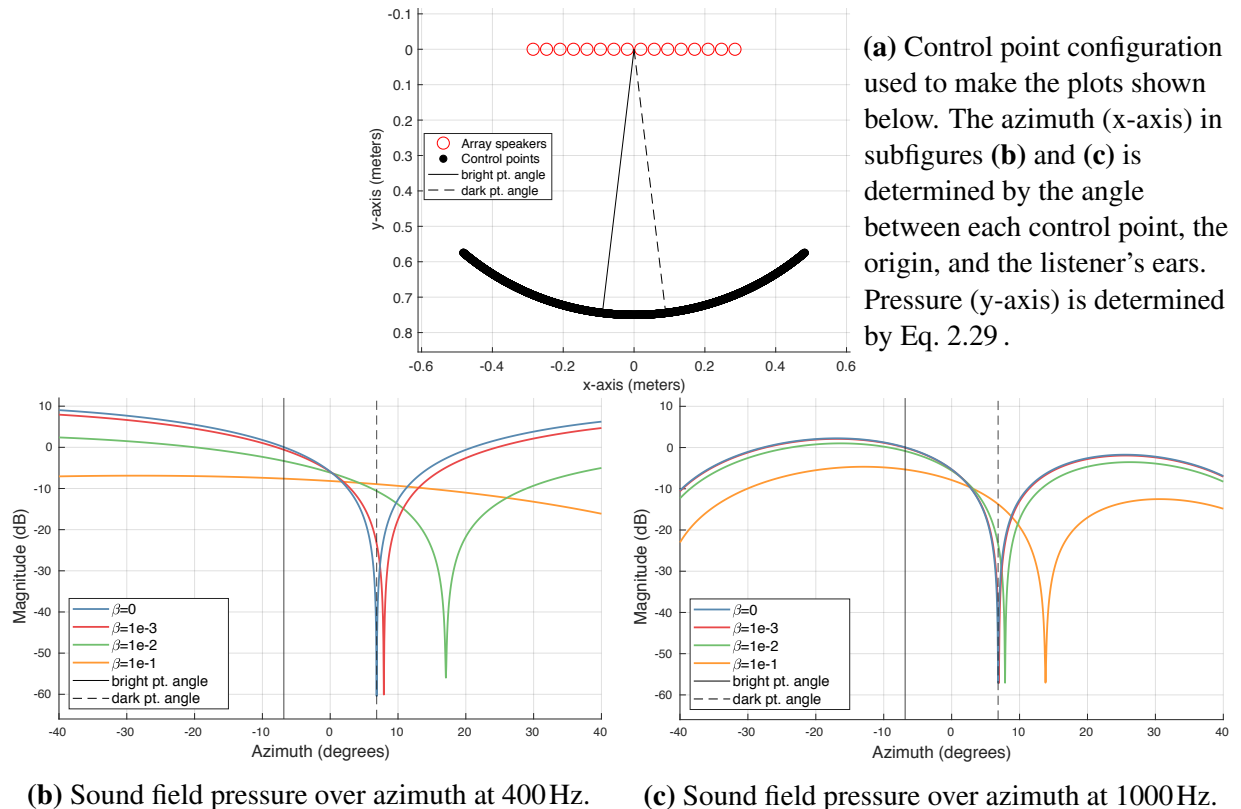 -0.1
0
0.1
0.2
0.3
0.4
0.5
0.6
0.7
0.8
y-axis (meters)
Array speakers
Control points
bright pt. angle
dark pt. angle
-0.6 -0.4 -0.2 0 0.2 0.4 0.6
x-axis (meters)
(a) Control point configuration
used to make the plots shown
below. The azimuth (x-axis) in
subfigures (b) and (c) is
determined by the angle
between each control point, the
origin, and the listener's ears.
Pressure (y-axis) is determined
by Eq. 2.29 .
10
0
-10
-20
-30
-40
-50
-60
Magnitude (dB)
β=0
β=1e-3
β=1e-2
β=1e-1
bright pt. angle
dark pt. angle
-40 -30 -20 -10 0 10 20 30 40
Azimuth (degrees)
(b) Sound field pressure over azimuth at 400 Hz.
10
0
-10
-20
-30
-40
-50
-60
Magnitude (dB)
β=0
β=1e-3
β=1e-2
β=1e-1
bright pt. angle
dark pt. angle
-40 -30 -20 -10 0 10 20 30 40
Azimuth (degrees)
(c) Sound field pressure over azimuth at 1000 Hz.